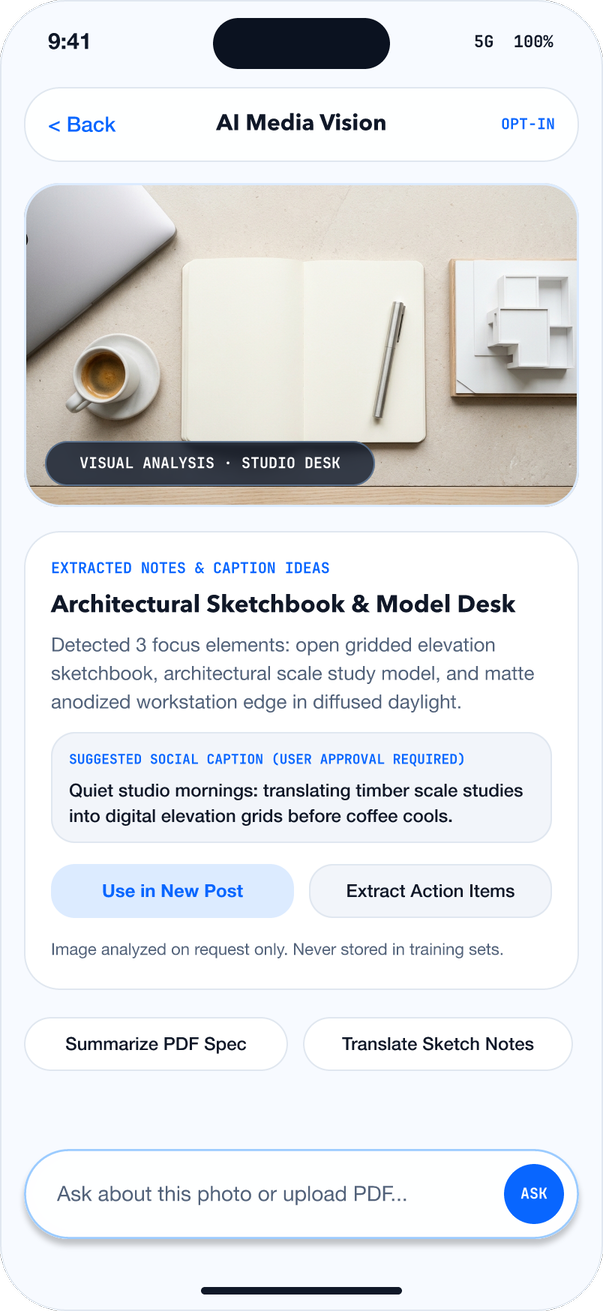 9:41
5G 100%
< Back
AI Media Vision
OPT-IN
VISUAL ANALYSIS · STUDIO DESK
EXTRACTED NOTES & CAPTION IDEAS
Architectural Sketchbook & Model Desk
Detected 3 focus elements: open gridded elevation
sketchbook, architectural scale study model, and matte
anodized workstation edge in diffused daylight.
SUGGESTED SOCIAL CAPTION (USER APPROVAL REQUIRED)
Quiet studio mornings: translating timber scale studies
into digital elevation grids before coffee cools.
Use in New Post
Extract Action Items
Image analyzed on request only. Never stored in training sets.
Summarize PDF Spec
Translate Sketch Notes
Ask about this photo or upload PDF...
ASK